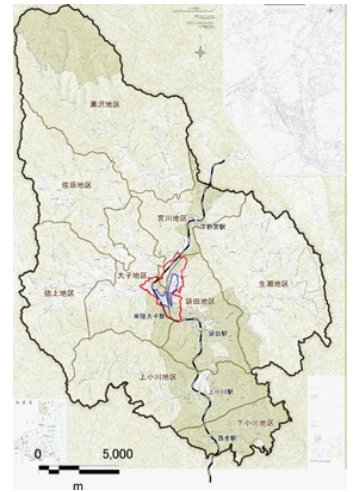 黒沢地区
佐原地区
宮川地区
下野宮駅
大子地区
生瀬地区
依上地区
袋田地区
常陸大子駅
袋田駅
上小川地区
上小川駅
下小川地区
西金駅
0 5,000
m